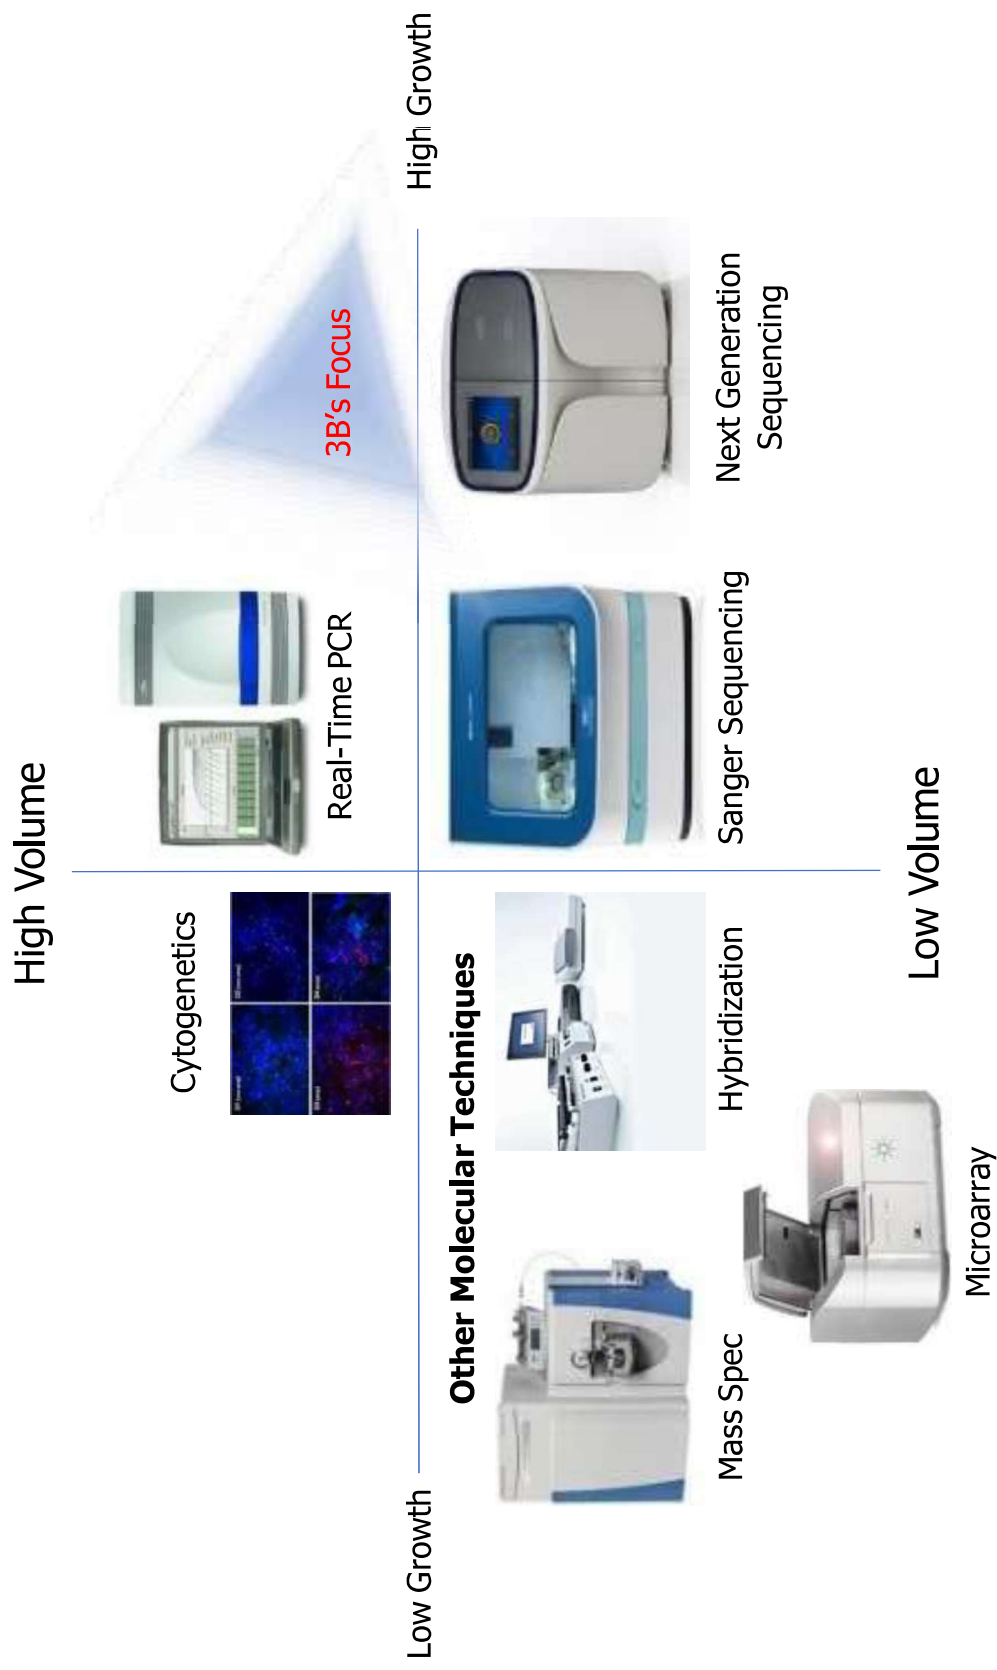 High Volume
Cytogenetics
Real-Time PCR
3B's Focus
Low Growth
High Growth
Other Molecular Techniques
Mass Spec
Hybridization
Sanger Sequencing
Next Generation
Sequencing
Low Volume
Microarray